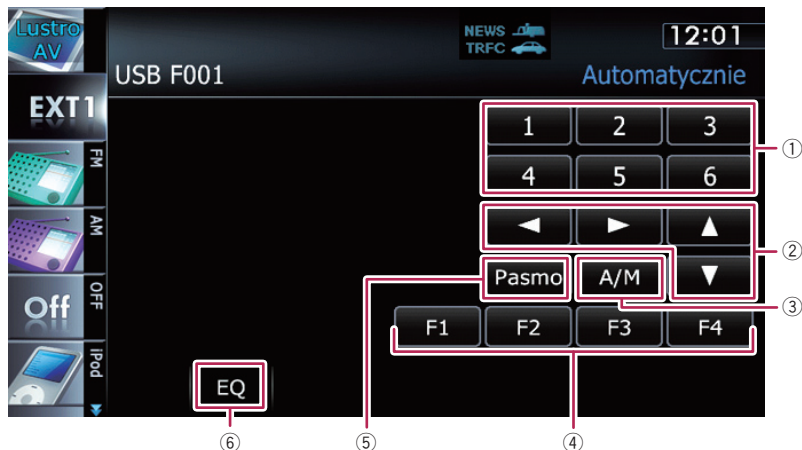 Lustro
AV
NEWS
TRFC
12:01
USB F001
Automatycznie
EXT1
1 2 3
①
FM
4 5 6
AM
②
Pasmo A/M
③
Off
OFF
F1 F2 F3 F4
iPod
EQ
⑥ ⑤ ④